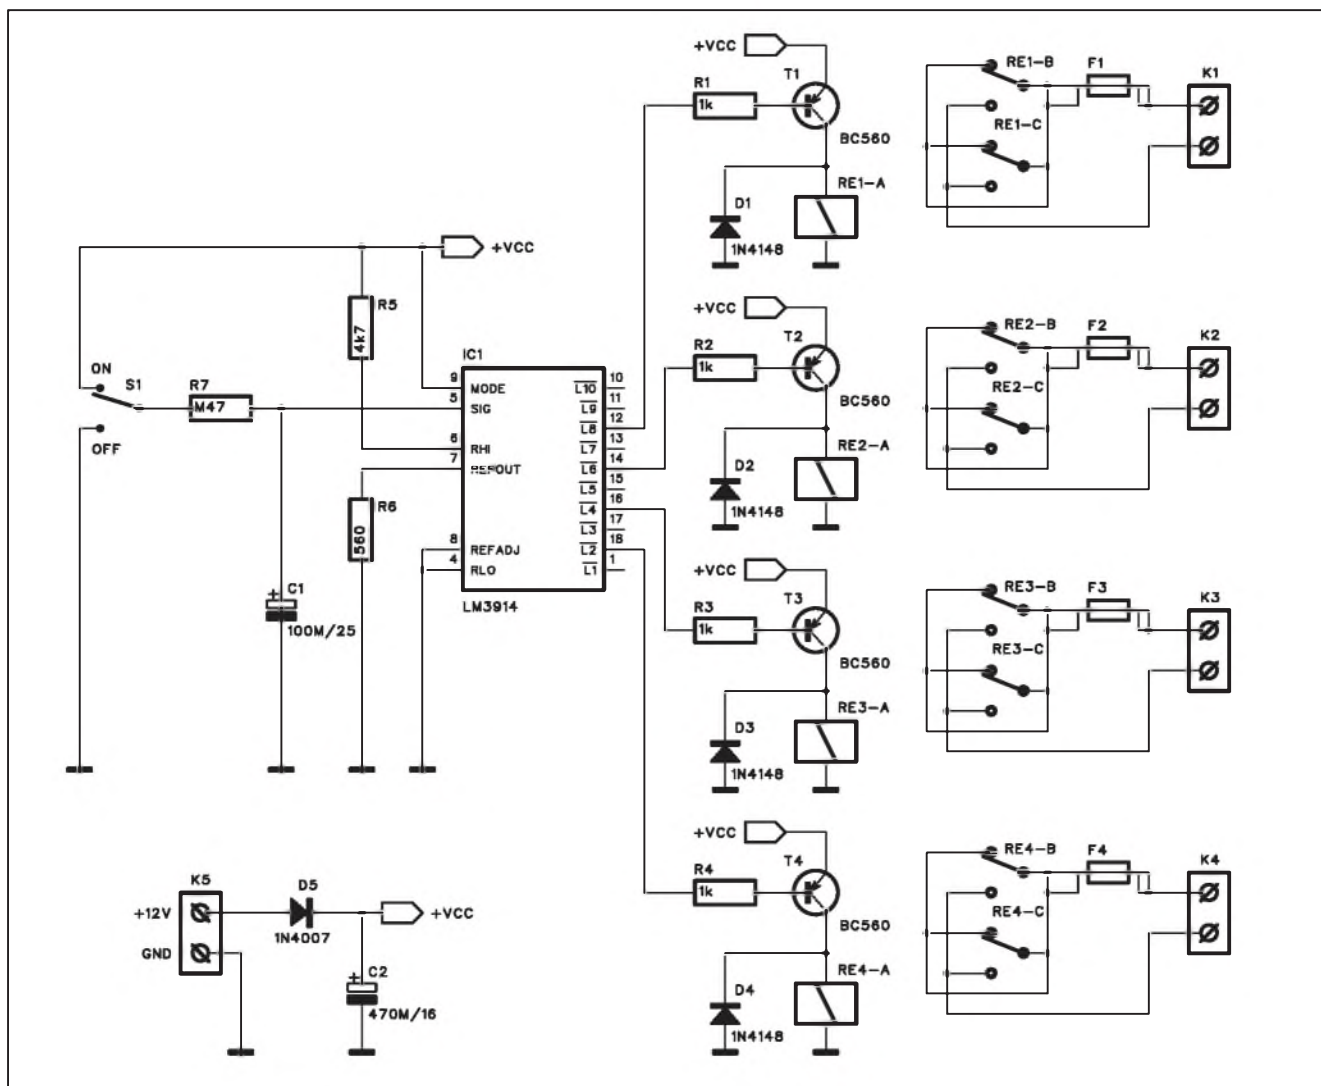 +VCC
T1
R1
1k
BC560
D1
1N4148
RE1-A
RE1-B
F1
K1
RE1-C
+VCC
R5
4k7
ON
S1
OFF
R7
M47
IC1
9 MODE
5 SIG
6 RHI
7 REFOUT
8 REFADJ
4 RLO
L10 10
L9 11
L8 12
L7 13
L6 14
L5 15
L4 16
L3 17
L2 18
L1 1
LM3914
R6
560
+
C1
100M/25
+VCC
T2
R2
1k
BC560
D2
1N4148
RE2-A
RE2-B
F2
K2
RE2-C
+VCC
T3
R3
1k
BC560
D3
1N4148
RE3-A
RE3-B
F3
K3
RE3-C
+VCC
T4
R4
1k
BC560
D4
1N4148
RE4-A
RE4-B
F4
K4
RE4-C
K5
+12V
GND
D5
1N4007
+VCC
+
C2
470M/16